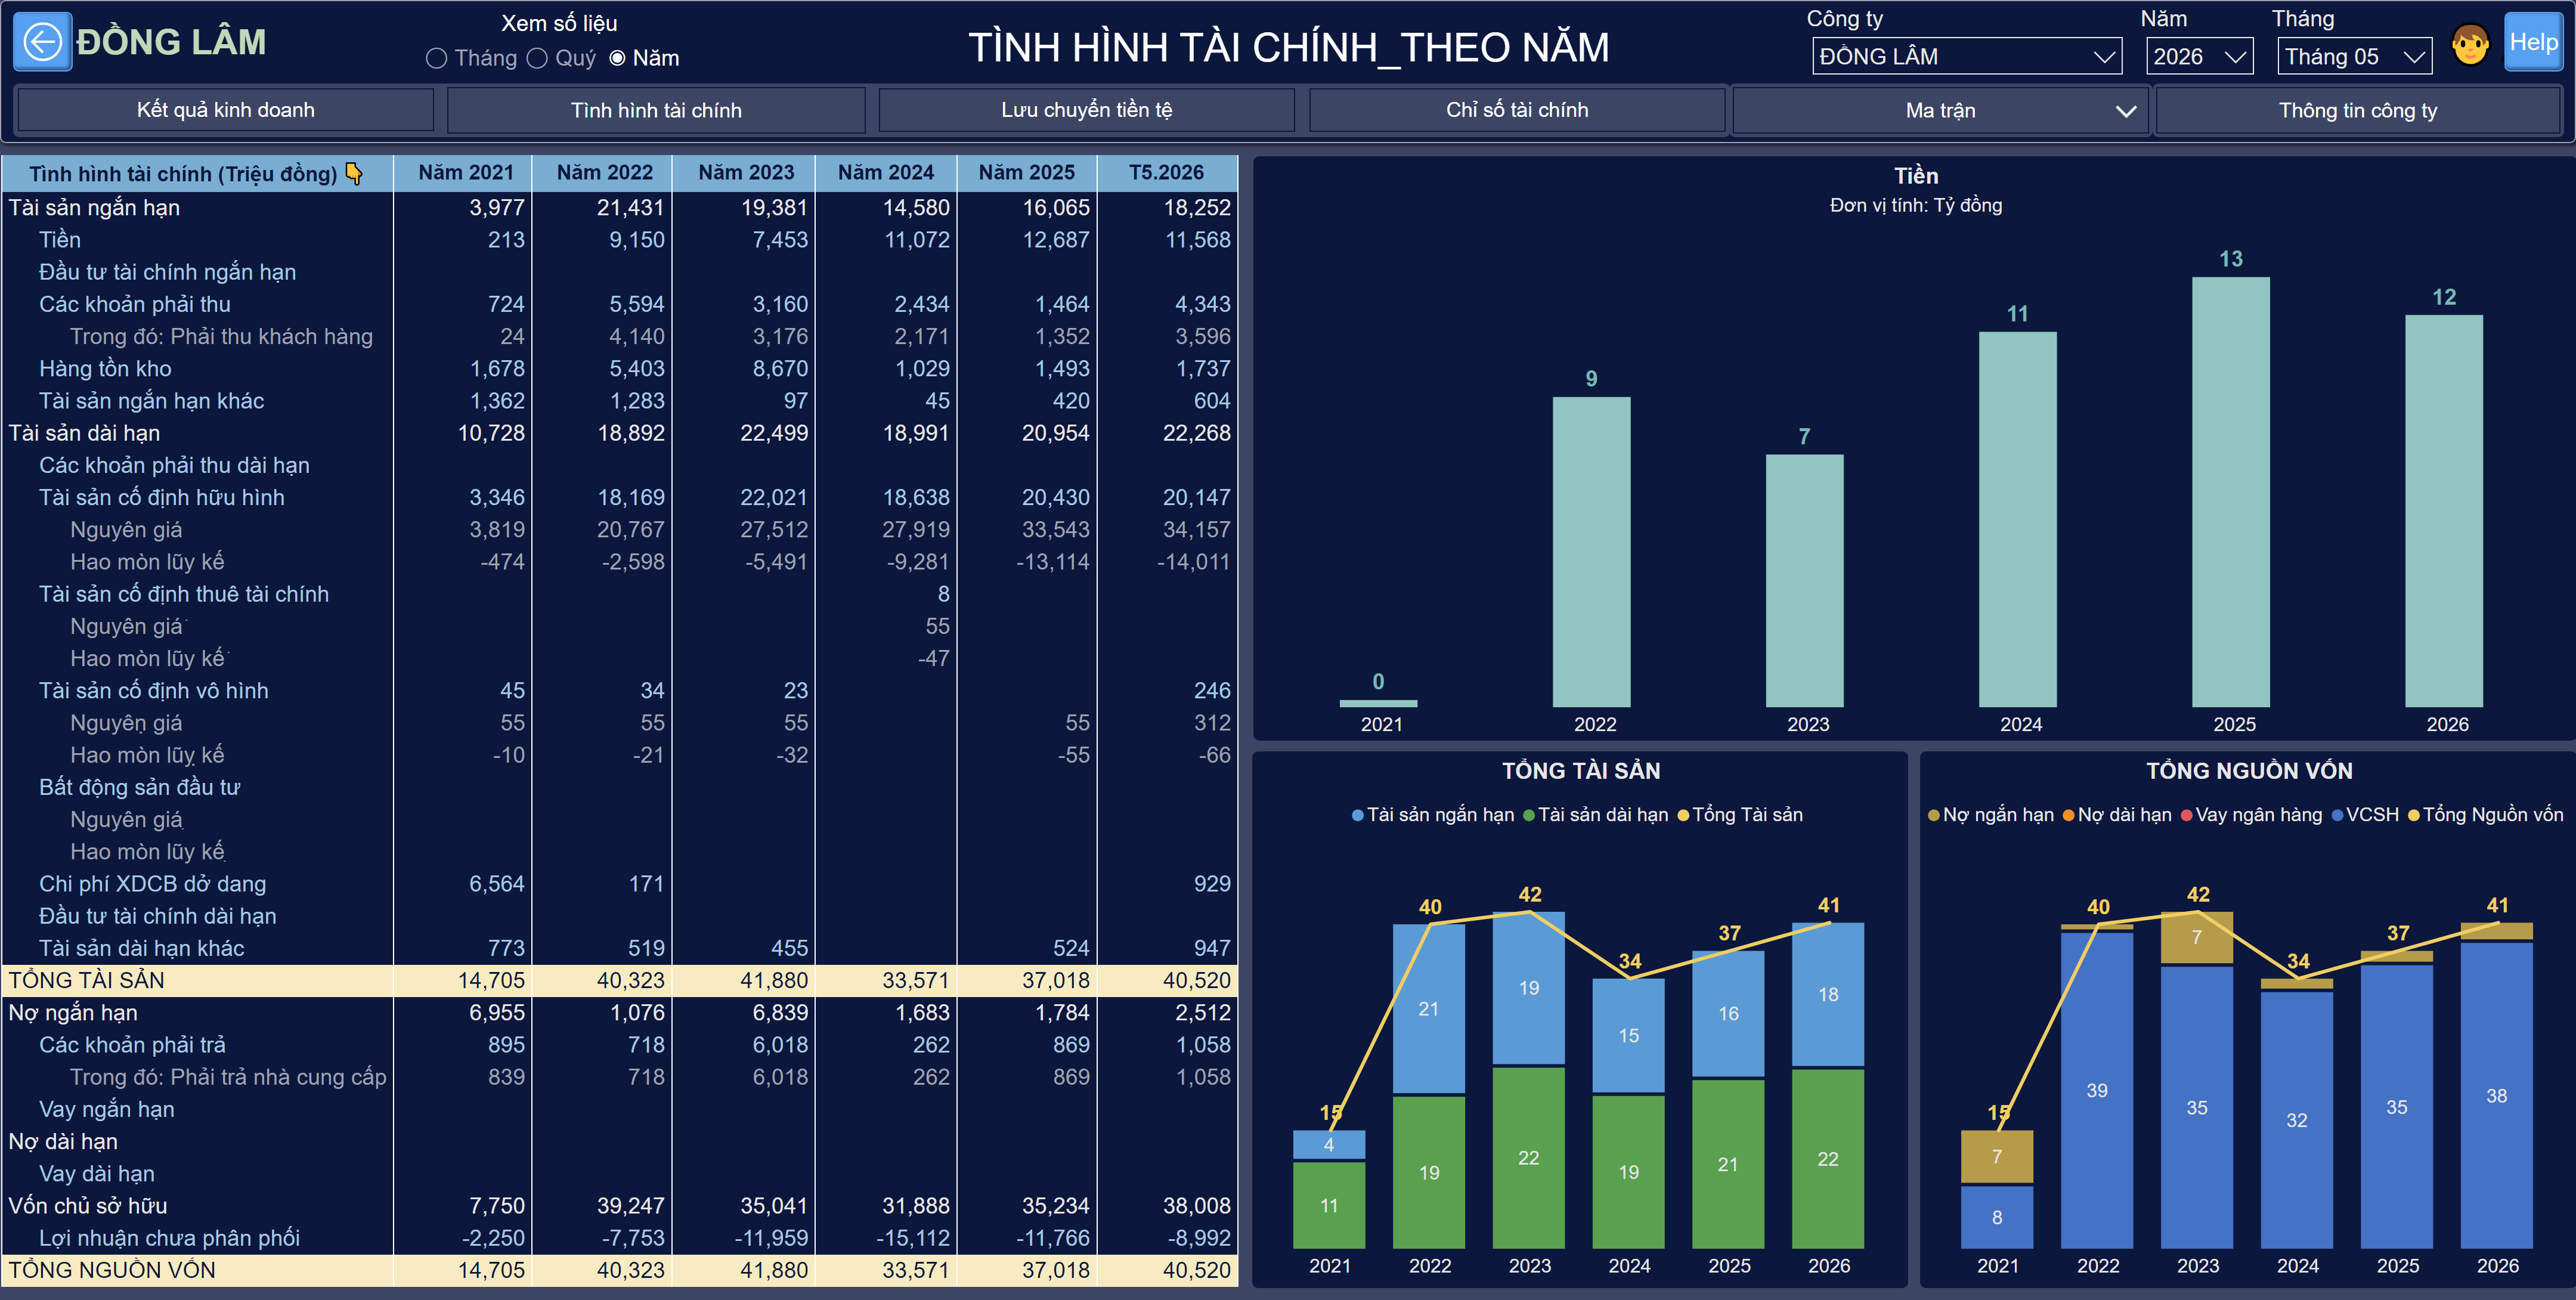 ĐỒNG LÂM
Xem số liệu
Tháng Quý Năm
TÌNH HÌNH TÀI CHÍNH_THEO NĂM
Công ty Năm Tháng
ĐỒNG LÂM 2026 Tháng 05
Help
Kết quả kinh doanh Tình hình tài chính Lưu chuyển tiền tệ Chỉ số tài chính Ma trận Thông tin công ty
Tình hình tài chính (Triệu đồng) Năm 2021 Năm 2022 Năm 2023 Năm 2024 Năm 2025 T5.2026
Tài sản ngắn hạn 3,977 21,431 19,381 14,580 16,065 18,252
Tiền 213 9,150 7,453 11,072 12,687 11,568
Đầu tư tài chính ngắn hạn
Các khoản phải thu 724 5,594 3,160 2,434 1,464 4,343
Trong đó: Phải thu khách hàng 24 4,140 3,176 2,171 1,352 3,596
Hàng tồn kho 1,678 5,403 8,670 1,029 1,493 1,737
Tài sản ngắn hạn khác 1,362 1,283 97 45 420 604
Tài sản dài hạn 10,728 18,892 22,499 18,991 20,954 22,268
Các khoản phải thu dài hạn
Tài sản cố định hữu hình 3,346 18,169 22,021 18,638 20,430 20,147
Nguyên giá 3,819 20,767 27,512 27,919 33,543 34,157
Hao mòn lũy kế -474 -2,598 -5,491 -9,281 -13,114 -14,011
Tài sản cố định thuê tài chính 8
Nguyên giá 55
Hao mòn lũy kế -47
Tài sản cố định vô hình 45 34 23 246
Nguyên giá 55 55 55 55 312
Hao mòn lũy kế -10 -21 -32 -55 -66
Bất động sản đầu tư
Nguyên giá
Hao mòn lũy kế
Chi phí XDCB dở dang 6,564 171 929
Đầu tư tài chính dài hạn
Tài sản dài hạn khác 773 519 455 524 947
TỔNG TÀI SẢN 14,705 40,323 41,880 33,571 37,018 40,520
Nợ ngắn hạn 6,955 1,076 6,839 1,683 1,784 2,512
Các khoản phải trả 895 718 6,018 262 869 1,058
Trong đó: Phải trả nhà cung cấp 839 718 6,018 262 869 1,058
Vay ngắn hạn
Nợ dài hạn
Vay dài hạn
Vốn chủ sở hữu 7,750 39,247 35,041 31,888 35,234 38,008
Lợi nhuận chưa phân phối -2,250 -7,753 -11,959 -15,112 -11,766 -8,992
TỔNG NGUỒN VỐN 14,705 40,323 41,880 33,571 37,018 40,520
Tiền
Đơn vị tính: Tỷ đồng
0 9 7 11 13 12
2021 2022 2023 2024 2025 2026
TỔNG TÀI SẢN
Tài sản ngắn hạn Tài sản dài hạn Tổng Tài sản
15 40 42 34 37 41
4 21 19 15 16 18
11 19 22 19 21 22
2021 2022 2023 2024 2025 2026
TỔNG NGUỒN VỐN
Nợ ngắn hạn Nợ dài hạn Vay ngân hàng VCSH Tổng Nguồn vốn
15 40 42 34 37 41
7 7
8 39 35 32 35 38
2021 2022 2023 2024 2025 2026